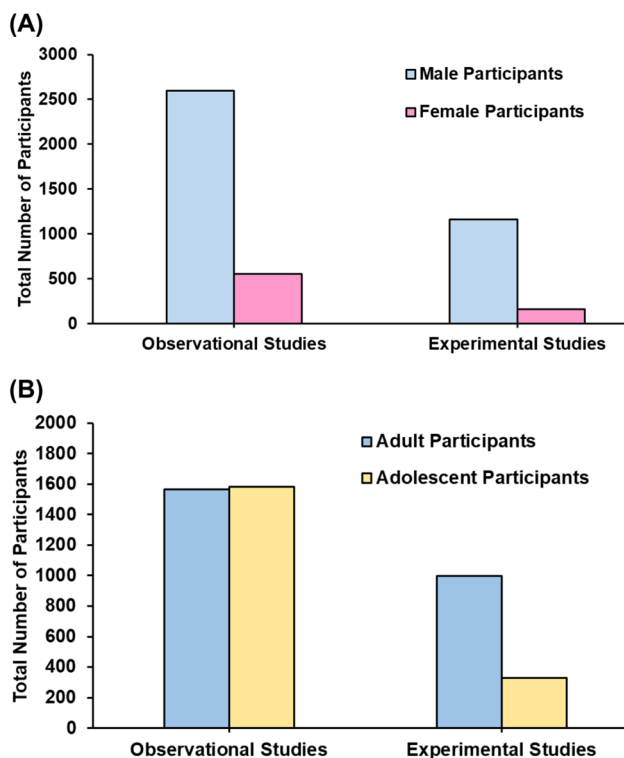 (A)
Total Number of Participants
3000
2500
2000
1500
1000
500
0
Male Participants
Female Participants
Observational Studies
Experimental Studies
(B)
Total Number of Participants
2000
1800
1600
1400
1200
1000
800
600
400
200
0
Adult Participants
Adolescent Participants
Observational Studies
Experimental Studies